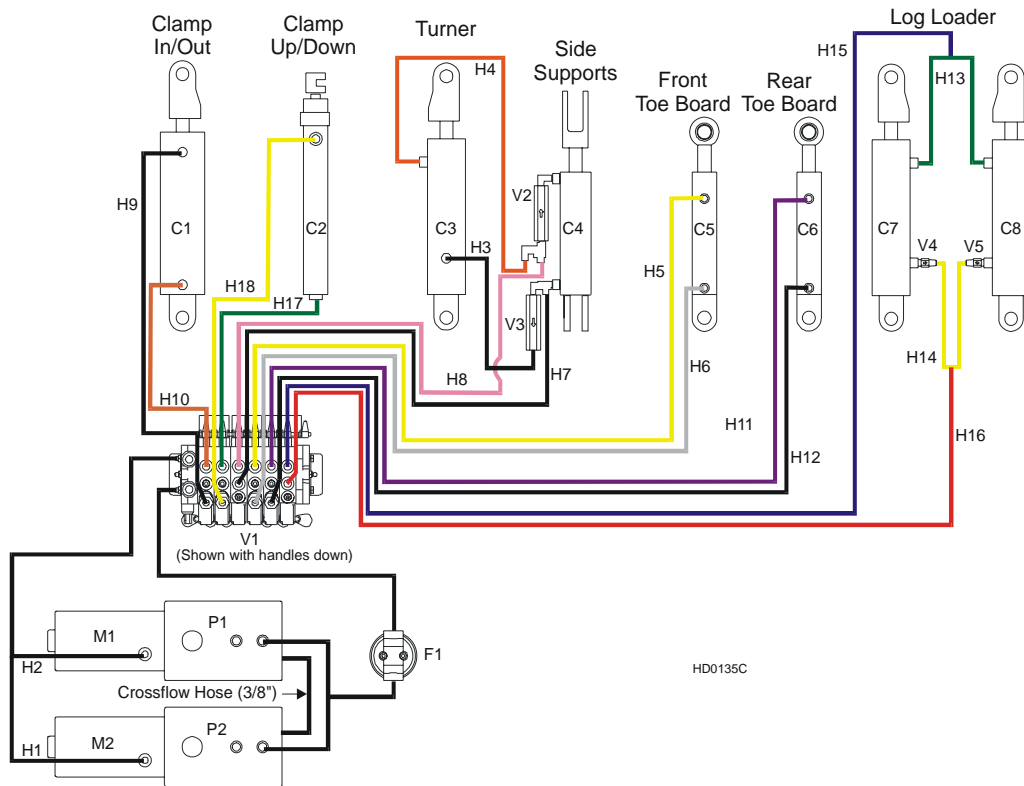 Clamp
In/Out
Clamp
Up/Down
Turner
Side
Supports
Front
Toe Board
Rear
Toe Board
Log Loader
H15
H4
H13
H9
C1
C2
C3
H3
V2
C4
C5
C6
C7
C8
V4
V5
H18
H17
H5
V3
H8
H7
H6
H14
H10
H11
H12
H16
V1
(Shown with handles down)
M1
P1
F1
H2
Crossflow Hose (3/8")
HD0135C
M2
P2
H1